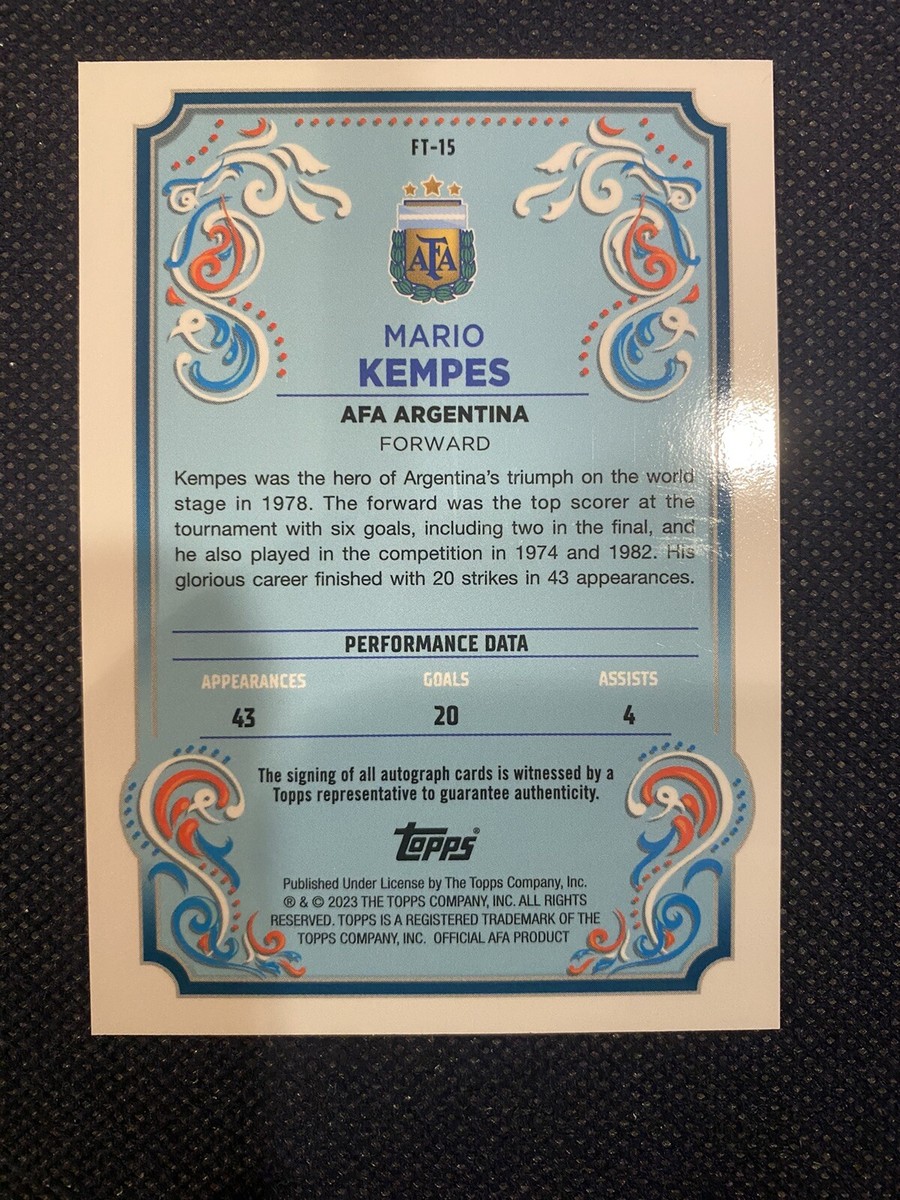 FT-15
AFA
MARIO
KEMPES
AFA ARGENTINA
FORWARD
Kempes was the hero of Argentina's triumph on the world
stage in 1978. The forward was the top scorer at the
tournament with six goals, including two in the final, and
he also played in the competition in 1974 and 1982. His
glorious career finished with 20 strikes in 43 appearances.
PERFORMANCE DATA
APPEARANCES GOALS ASSISTS
43 20 4
The signing of all autograph cards is witnessed by a
Topps representative to guarantee authenticity.
topps®
Published Under License by The Topps Company, Inc.
® & © 2023 THE TOPPS COMPANY, INC. ALL RIGHTS
RESERVED. TOPPS IS A REGISTERED TRADEMARK OF THE
TOPPS COMPANY, INC. OFFICIAL AFA PRODUCT